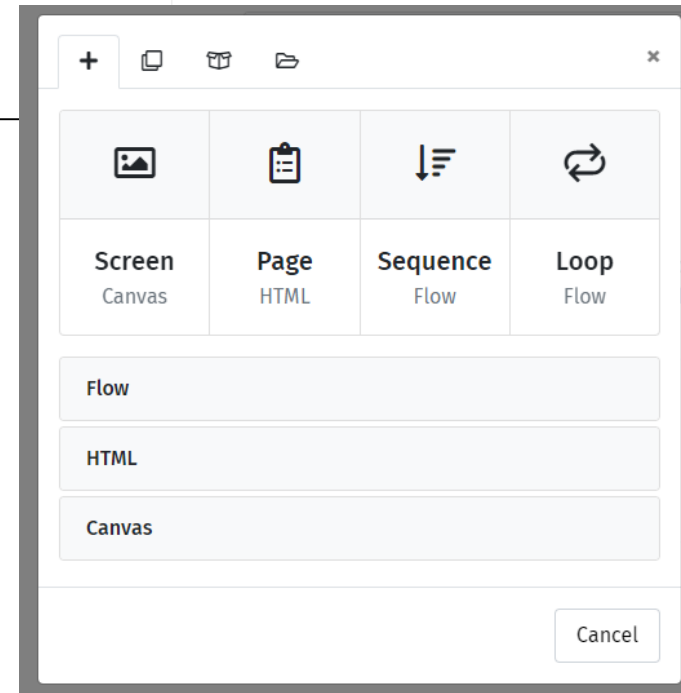 Screen Page Sequence Loop
Canvas HTML Flow Flow
Flow
HTML
Canvas
Cancel